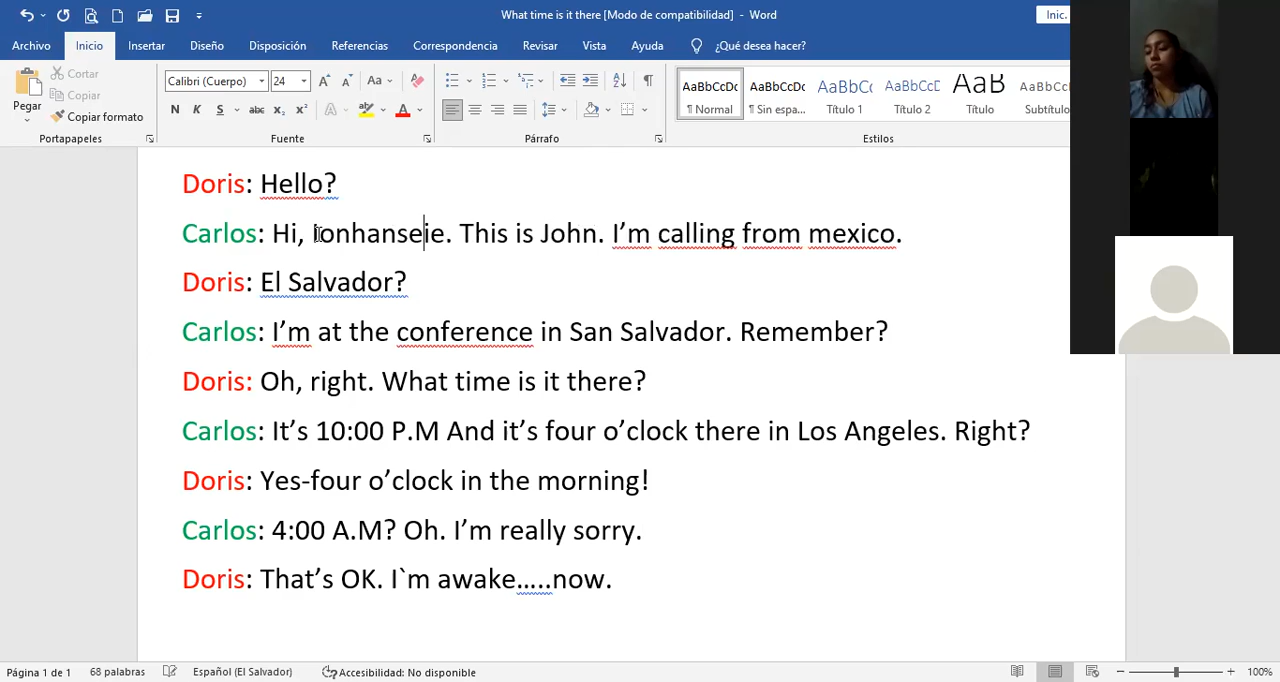 What time is it there [Modo de compatibilidad] - Word
Inic.
Archivo Inicio Insertar Diseño Disposición Referencias Correspondencia Revisar Vista Ayuda ¿Qué desea hacer?
Pegar
Cortar
Copiar
Copiar formato
Calibri (Cuerpo) 24 Aa
N K S abc x₂ x² A A
AaBbCcDc AaBbCcDc AaBbC AaBbCcD AaB AaBbCc
¶ Normal ¶ Sin espa... Título 1 Título 2 Título Subtítulo
Portapapeles Fuente Párrafo Estilos
Doris: Hello?
Carlos: Hi, . This is John. I’m calling from mexico.
Doris: El Salvador?
Carlos: I’m at the conference in San Salvador. Remember?
Doris: Oh, right. What time is it there?
Carlos: It’s 10:00 P.M And it’s four o’clock there in Los Angeles. Right?
Doris: Yes-four o’clock in the morning!
Carlos: 4:00 A.M? Oh. I’m really sorry.
Doris: That’s OK. I`m awake…..now.
Página 1 de 1 68 palabras Español (El Salvador) Accesibilidad: No disponible 100%